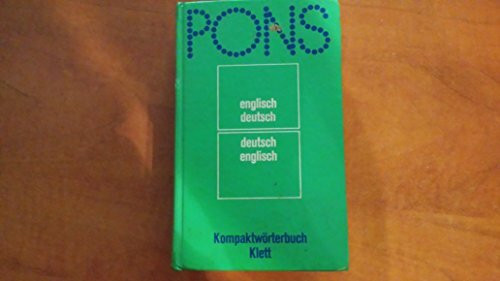 PONS
englisch
deutsch
deutsch
englisch
Kompaktwörterbuch
Klett